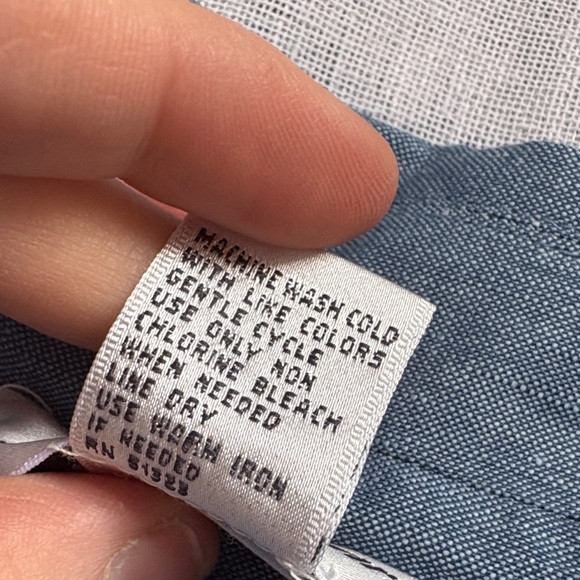 MACHINE WASH COLD
WITH LIKE COLORS
GENTLE CYCLE
USE ONLY NON
CHLORINE BLEACH
WHEN NEEDED
LINE DRY
USE WARM IRON
IF NEEDED
RN